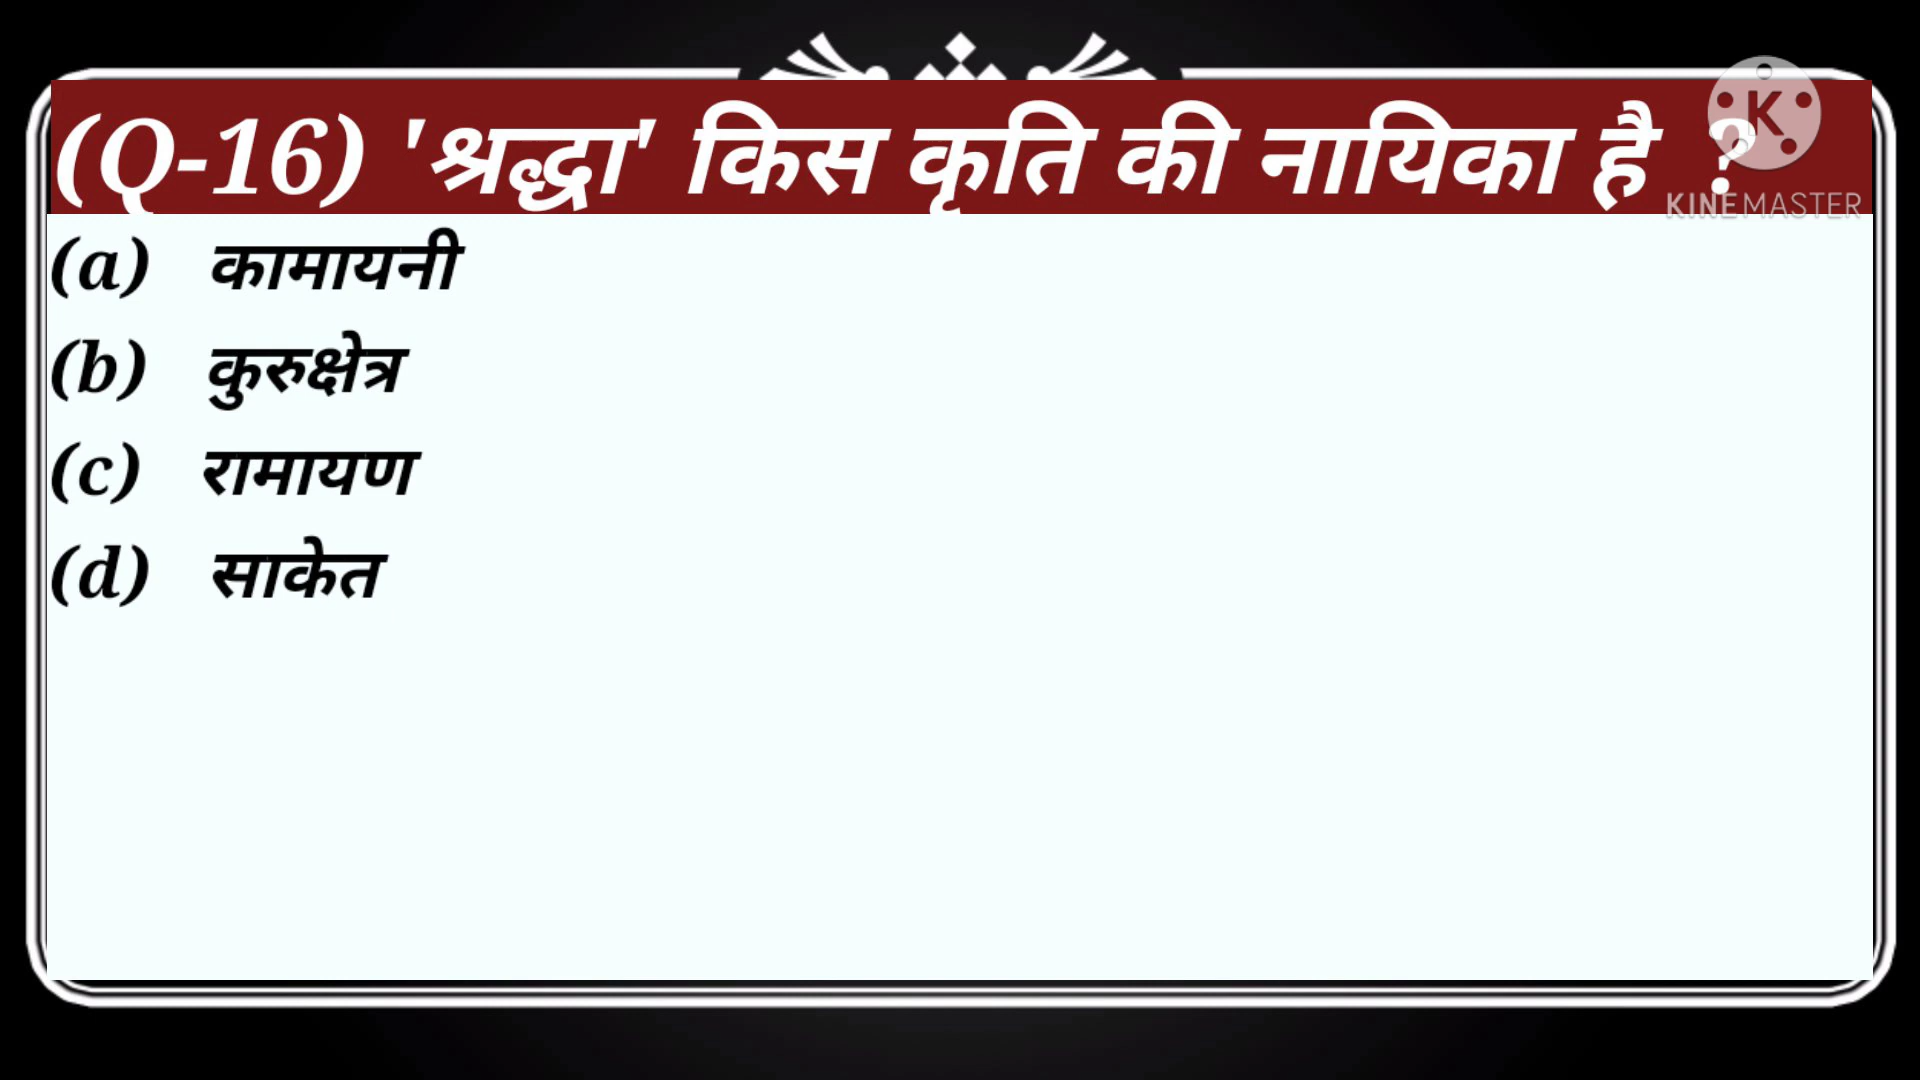 (Q-16) 'श्रद्धा' किस कृति की नायिका है ?
K
KINEMASTER
(a) कामायनी
(b) कुरुक्षेत्र
(c) रामायण
(d) साकेत